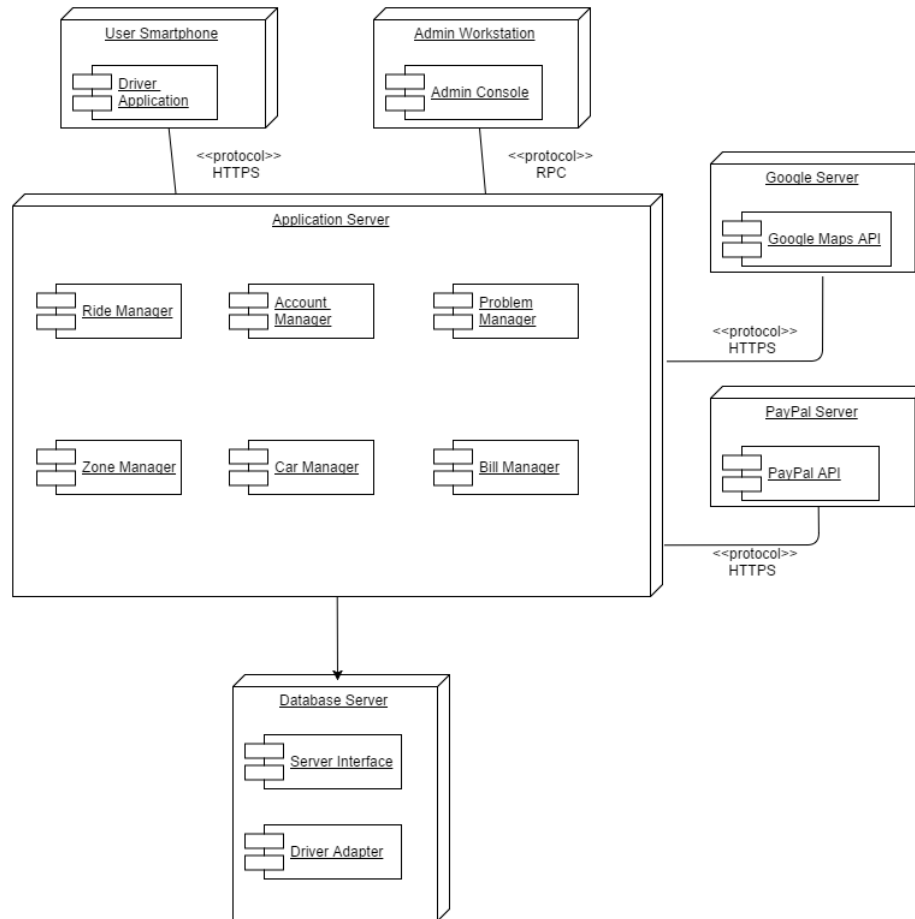 User Smartphone
Driver
Application
Admin Workstation
Admin Console
<<protocol>>
HTTPS
<<protocol>>
RPC
Google Server
Google Maps API
Application Server
Ride Manager
Account
Manager
Problem
Manager
<<protocol>>
HTTPS
PayPal Server
PayPal API
Zone Manager
Car Manager
Bill Manager
<<protocol>>
HTTPS
Database Server
Server Interface
Driver Adapter